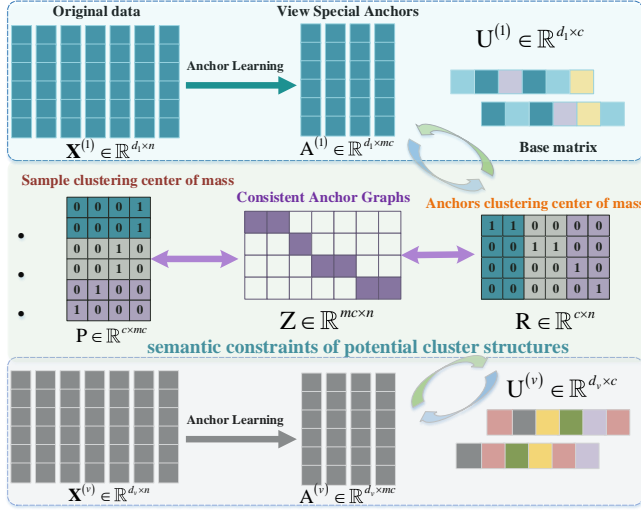 Original data
View Special Anchors
U^(1) ∈ ℝ^{d_1×c}
Anchor Learning
X^(1) ∈ ℝ^{d_1×n}
A^(1) ∈ ℝ^{d_1×mc}
Base matrix
Sample clustering center of mass
Consistent Anchor Graphs
Anchors clustering center of mass
0 0 0 1
0 0 0 1
0 0 1 0
0 0 1 0
0 1 0 0
1 0 0 0
1 1 0 0 0 0
0 0 1 1 0 0
0 0 0 0 1 0
0 0 0 0 0 1
P ∈ ℝ^{c×mc}
Z ∈ ℝ^{mc×n}
R ∈ ℝ^{c×n}
semantic constraints of potential cluster structures
U^(v) ∈ ℝ^{d_v×c}
Anchor Learning
X^(v) ∈ ℝ^{d_v×n}
A^(v) ∈ ℝ^{d_v×mc}